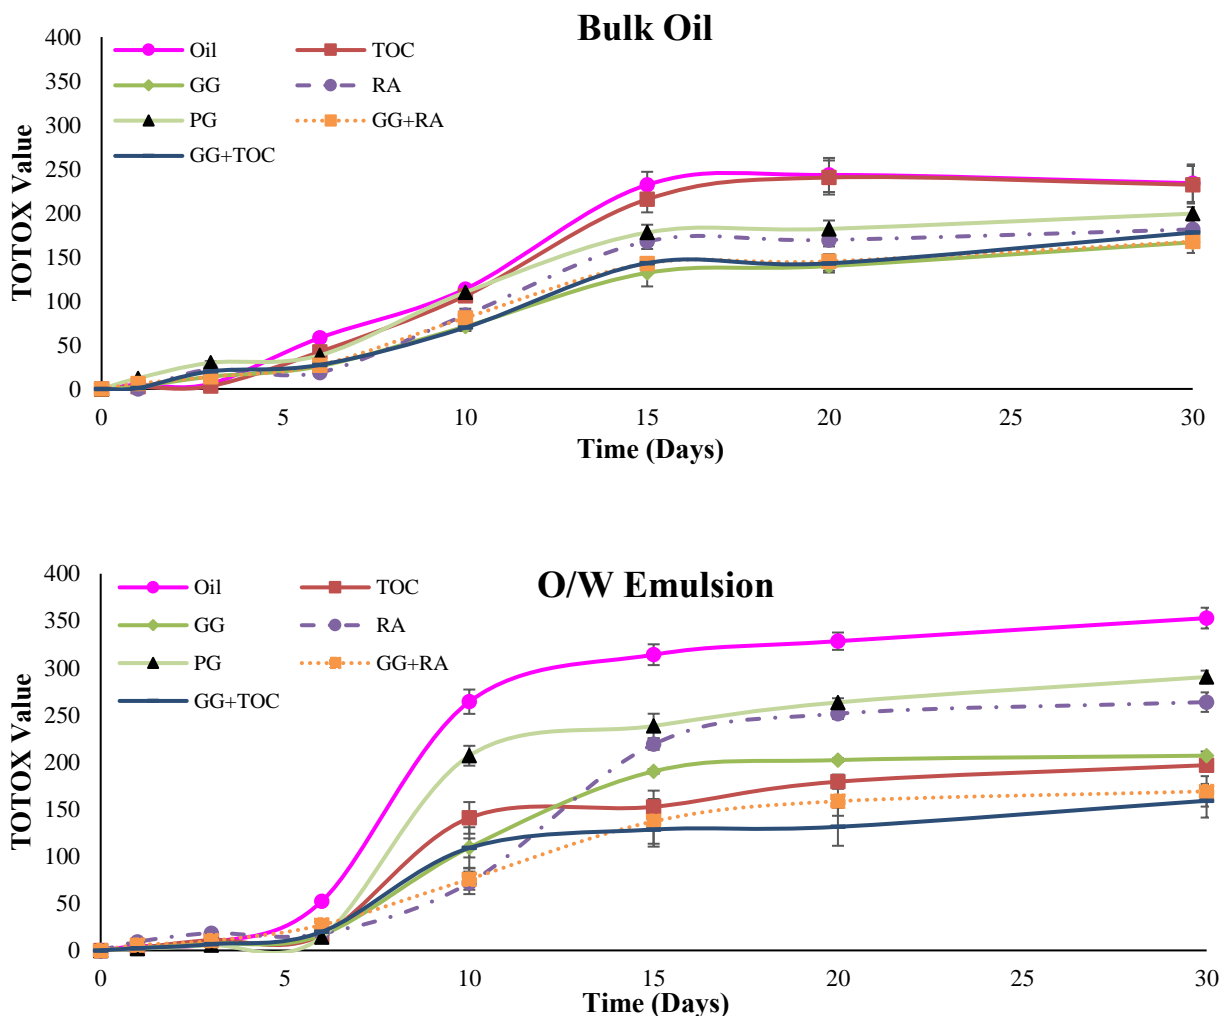 Bulk Oil
400
350
300
250
200
150
100
50
0
TOTOX Value
Oil
TOC
GG
RA
PG
GG+RA
GG+TOC
0
5
10
15
20
25
30
Time (Days)
O/W Emulsion
400
350
300
250
200
150
100
50
0
TOTOX Value
Oil
TOC
GG
RA
PG
GG+RA
GG+TOC
0
5
10
15
20
25
30
Time (Days)